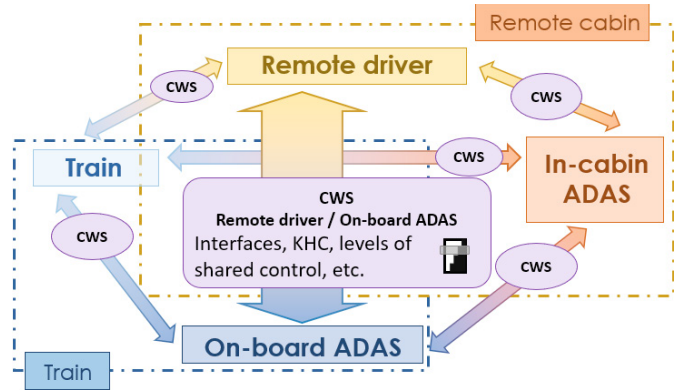 Remote cabin
Remote driver
CWS
CWS
Train
CWS
In-cabin
ADAS
CWS
Remote driver / On-board ADAS
Interfaces, KHC, levels of
shared control, etc.
CWS
CWS
On-board ADAS
Train